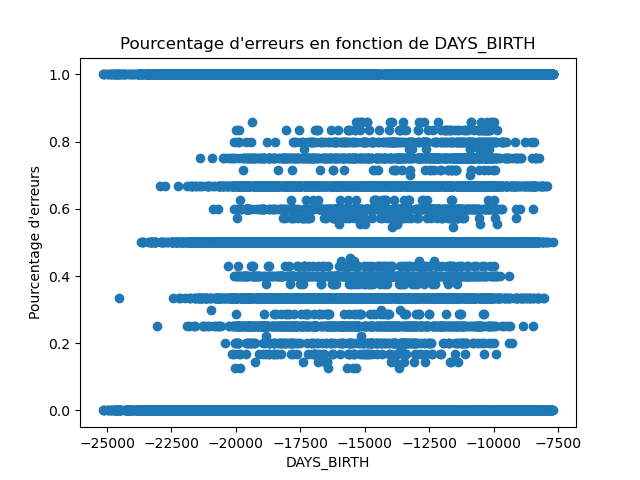 Pourcentage d'erreurs en fonction de DAYS_BIRTH
1.0
0.8
0.6
0.4
0.2
0.0
Pourcentage d'erreurs
−25000 −22500 −20000 −17500 −15000 −12500 −10000 −7500
DAYS_BIRTH